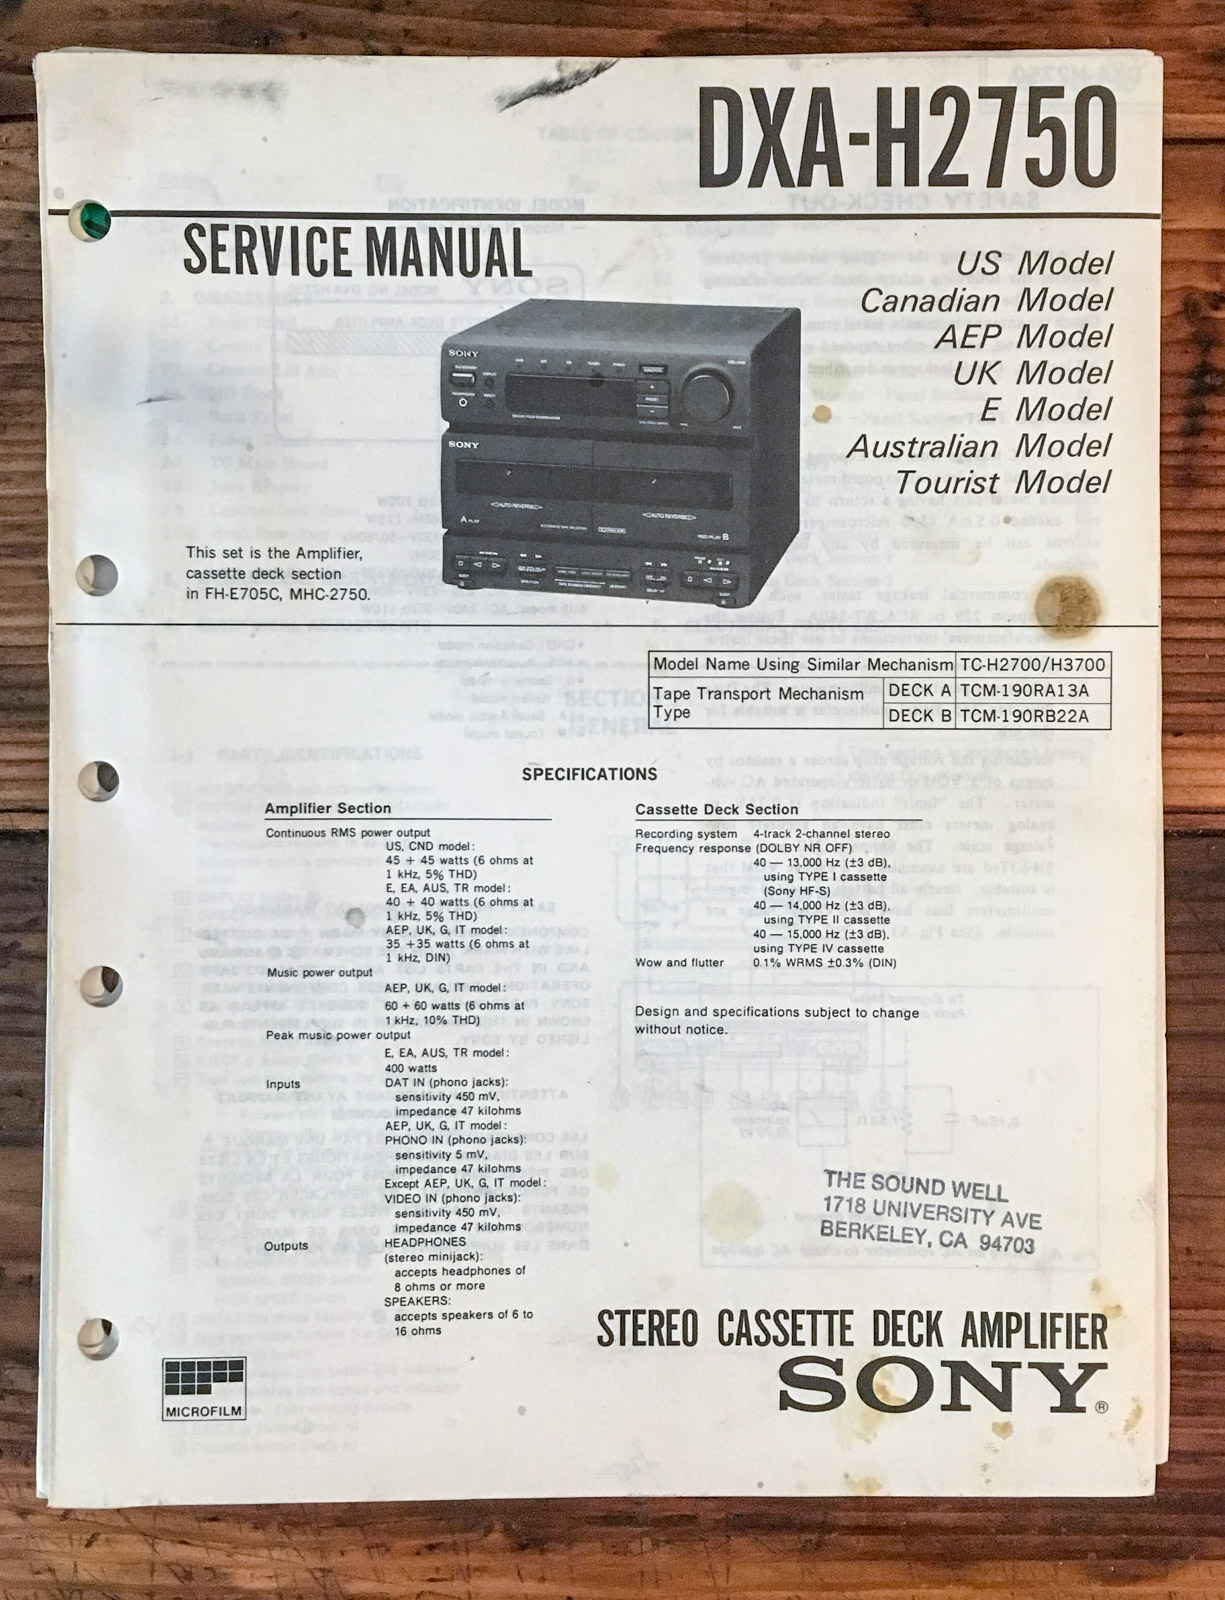 DXA-H2750
SERVICE MANUAL
US Model
Canadian Model
AEP Model
UK Model
E Model
Australian Model
Tourist Model
SONY
SONY
AUTO REVERSE
AUTO REVERSE
A PLAY
REC/PLAY B
This set is the Amplifier,
cassette deck section
in FH-E705C, MHC-2750.
Model Name Using Similar Mechanism TC-H2700/H3700
Tape Transport Mechanism Type
DECK A TCM-190RA13A
DECK B TCM-190RB22A
SPECIFICATIONS
Amplifier Section
Continuous RMS power output
US, CND model:
45 + 45 watts (6 ohms at
1 kHz, 5% THD)
E, EA, AUS, TR model:
40 + 40 watts (6 ohms at
1 kHz, 5% THD)
AEP, UK, G, IT model:
35 +35 watts (6 ohms at
1 kHz, DIN)
Music power output
AEP, UK, G, IT model:
60 + 60 watts (6 ohms at
1 kHz, 10% THD)
Peak music power output
E, EA, AUS, TR model:
400 watts
Inputs DAT IN (phono jacks):
sensitivity 450 mV,
impedance 47 kilohms
AEP, UK, G, IT model:
PHONO IN (phono jacks):
sensitivity 5 mV,
impedance 47 kilohms
Except AEP, UK, G, IT model:
VIDEO IN (phono jacks):
sensitivity 450 mV,
impedance 47 kilohms
Outputs HEADPHONES
(stereo minijack):
accepts headphones of
8 ohms or more
SPEAKERS:
accepts speakers of 6 to
16 ohms
Cassette Deck Section
Recording system 4-track 2-channel stereo
Frequency response (DOLBY NR OFF)
40 — 13,000 Hz (±3 dB),
using TYPE I cassette
(Sony HF-S)
40 — 14,000 Hz (±3 dB),
using TYPE II cassette
40 — 15,000 Hz (±3 dB),
using TYPE IV cassette
Wow and flutter 0.1% WRMS ±0.3% (DIN)
Design and specifications subject to change
without notice.
THE SOUND WELL
1718 UNIVERSITY AVE
BERKELEY, CA 94703
STEREO CASSETTE DECK AMPLIFIER
SONY®
MICROFILM